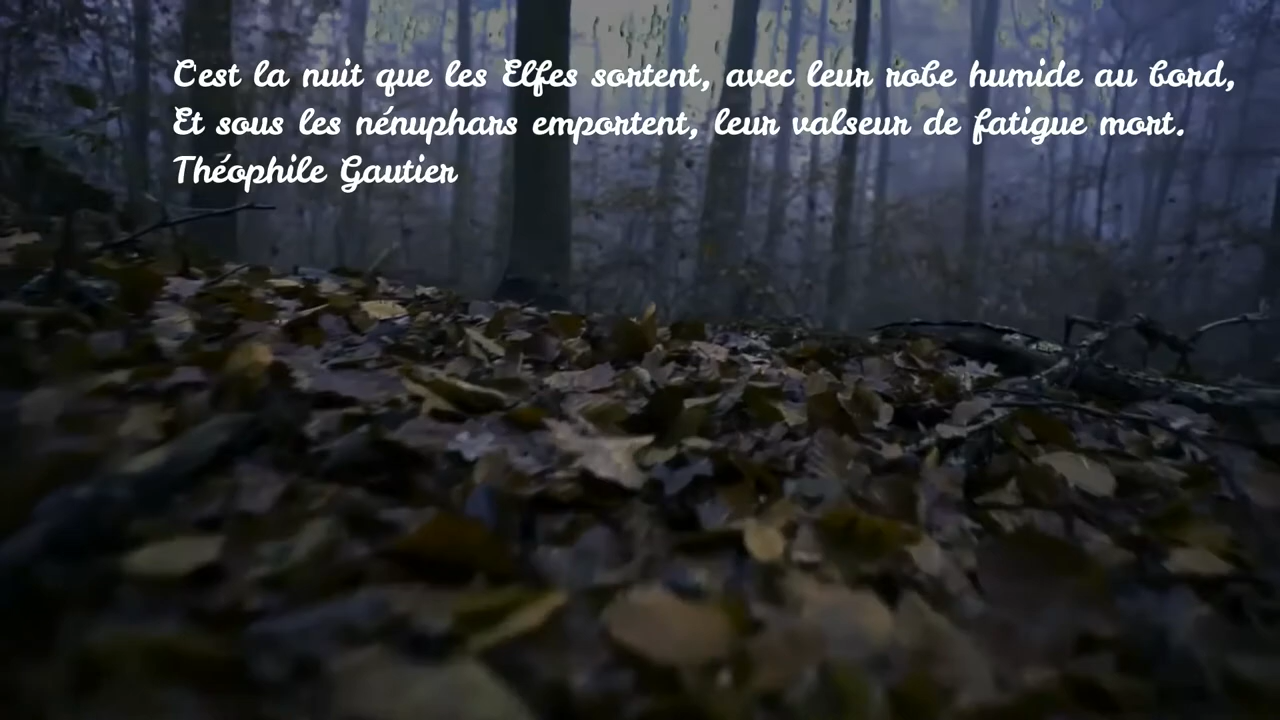 C'est la nuit que les Elfes sortent, avec leur robe humide au bord,
Et sous les nénuphars emportent, leur valseur de fatigue mort.
Théophile Gautier